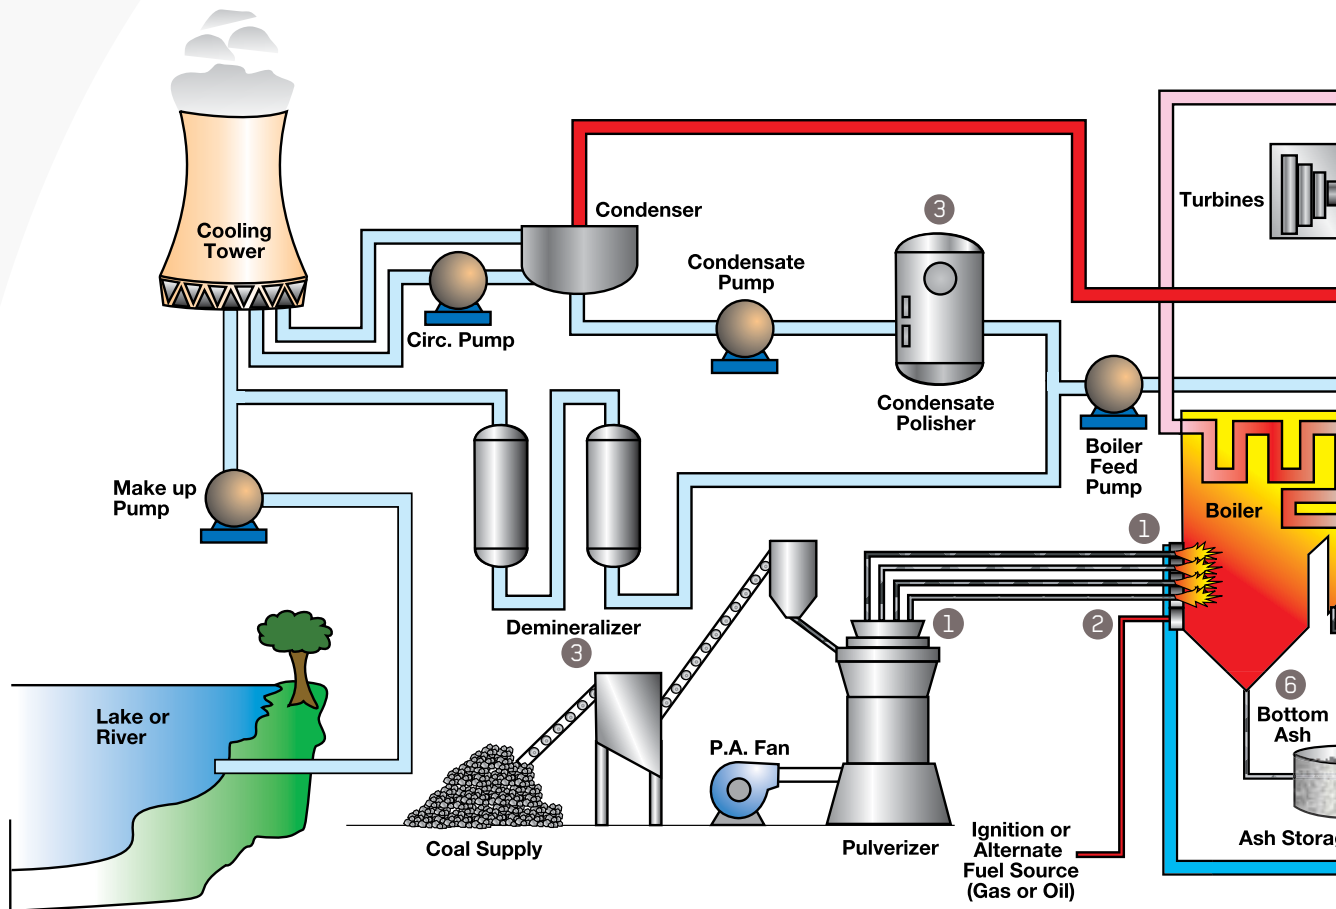 Cooling
Tower
Condenser
Circ. Pump
Condensate
Pump
3
Condensate
Polisher
Turbines
Boiler
Feed
Pump
Boiler
Make up
Pump
Demineralizer
3
1
1
2
Lake or
River
Coal Supply
P.A. Fan
Pulverizer
Ignition or
Alternate
Fuel Source
(Gas or Oil)
6
Bottom
Ash
Ash